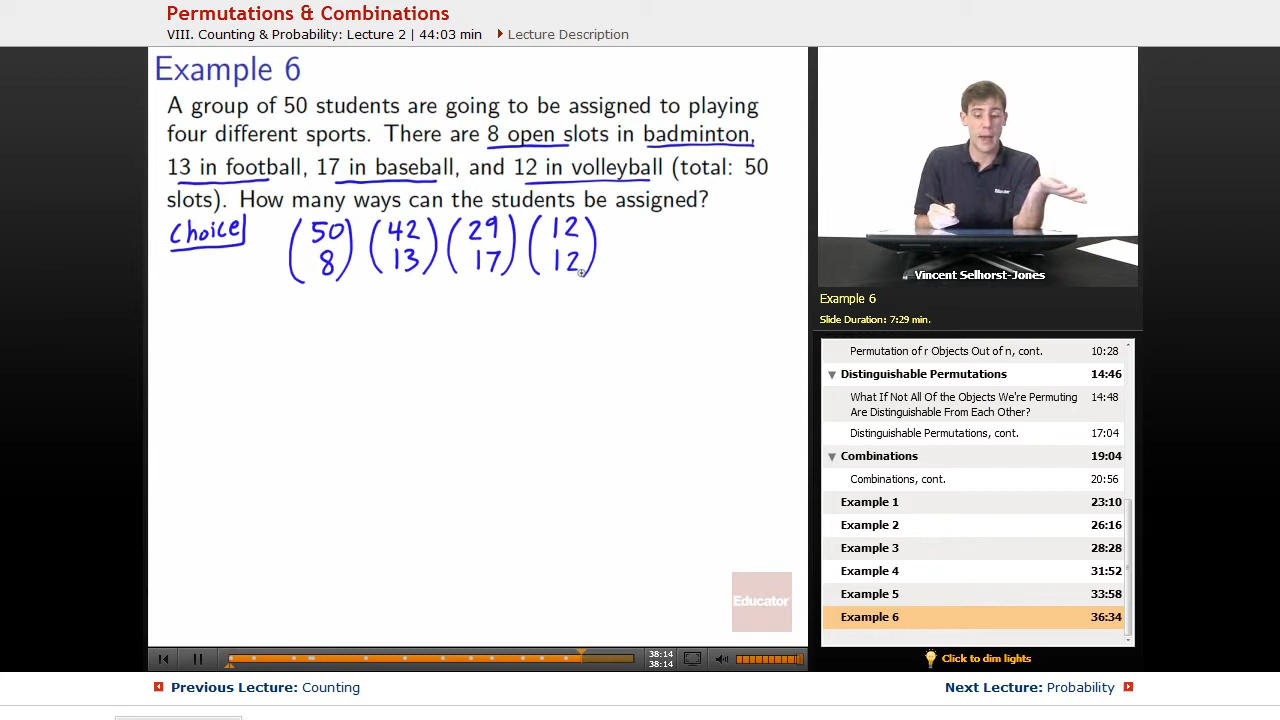 Permutations & Combinations
VIII. Counting & Probability: Lecture 2 | 44:03 min
Lecture Description
Example 6
A group of 50 students are going to be assigned to playing
four different sports. There are 8 open slots in badminton,
13 in football, 17 in baseball, and 12 in volleyball (total: 50
slots). How many ways can the students be assigned?
Choice
(50 8) (42 13) (29 17) (12 12)
Educator
Educator
Vincent Selhorst-Jones
Example 6
Slide Duration: 7:29 min.
Permutation of r Objects Out of n, cont. 10:28
Distinguishable Permutations 14:46
What If Not All Of the Objects We're Permuting
Are Distinguishable From Each Other? 14:48
Distinguishable Permutations, cont. 17:04
Combinations 19:04
Combinations, cont. 20:56
Example 1 23:10
Example 2 26:16
Example 3 28:28
Example 4 31:52
Example 5 33:58
Example 6 36:34
38:14
38:14
Click to dim lights
Previous Lecture: Counting
Next Lecture: Probability